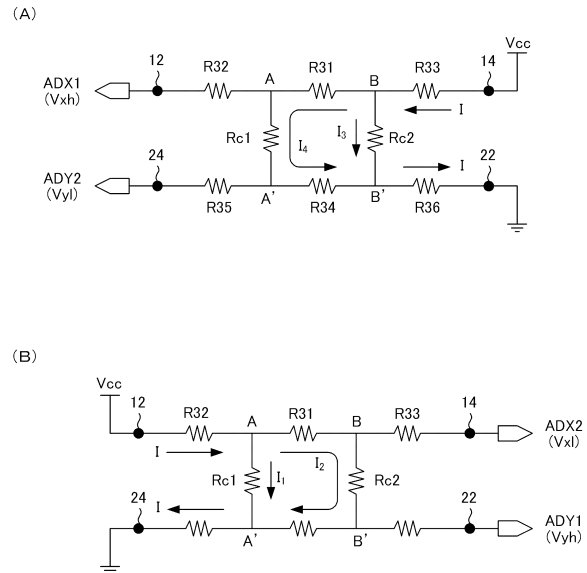 (A)
Vcc
12 R32 A R31 B R33 14
ADX1
(Vxh)
I
Rc1 I4 I3 Rc2
24 I 22
ADY2
(Vyl)
R35 A' R34 B' R36
(B)
Vcc
12 R32 A R31 B R33 14
ADX2
(Vxl)
I
Rc1 I1 I2 Rc2
24 I 22
ADY1
(Vyh)
A' B'